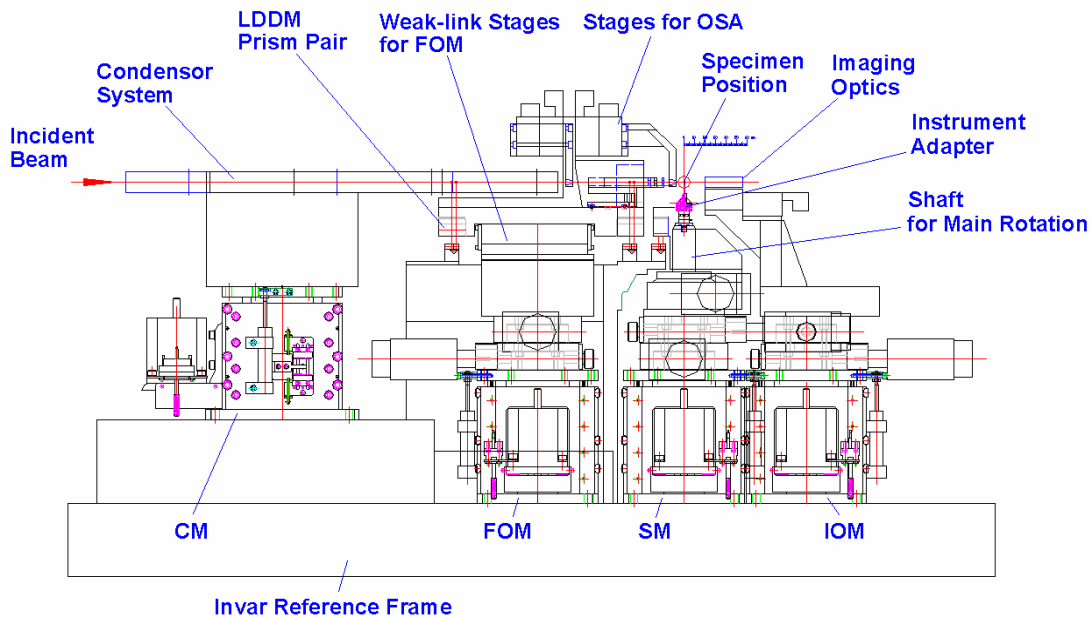 LDDM
Prism Pair
Weak-link Stages
for FOM
Stages for OSA
Specimen
Position
Imaging
Optics
Condensor
System
Instrument
Adapter
Incident
Beam
Shaft
for Main Rotation
CM
FOM
SM
IOM
Invar Reference Frame